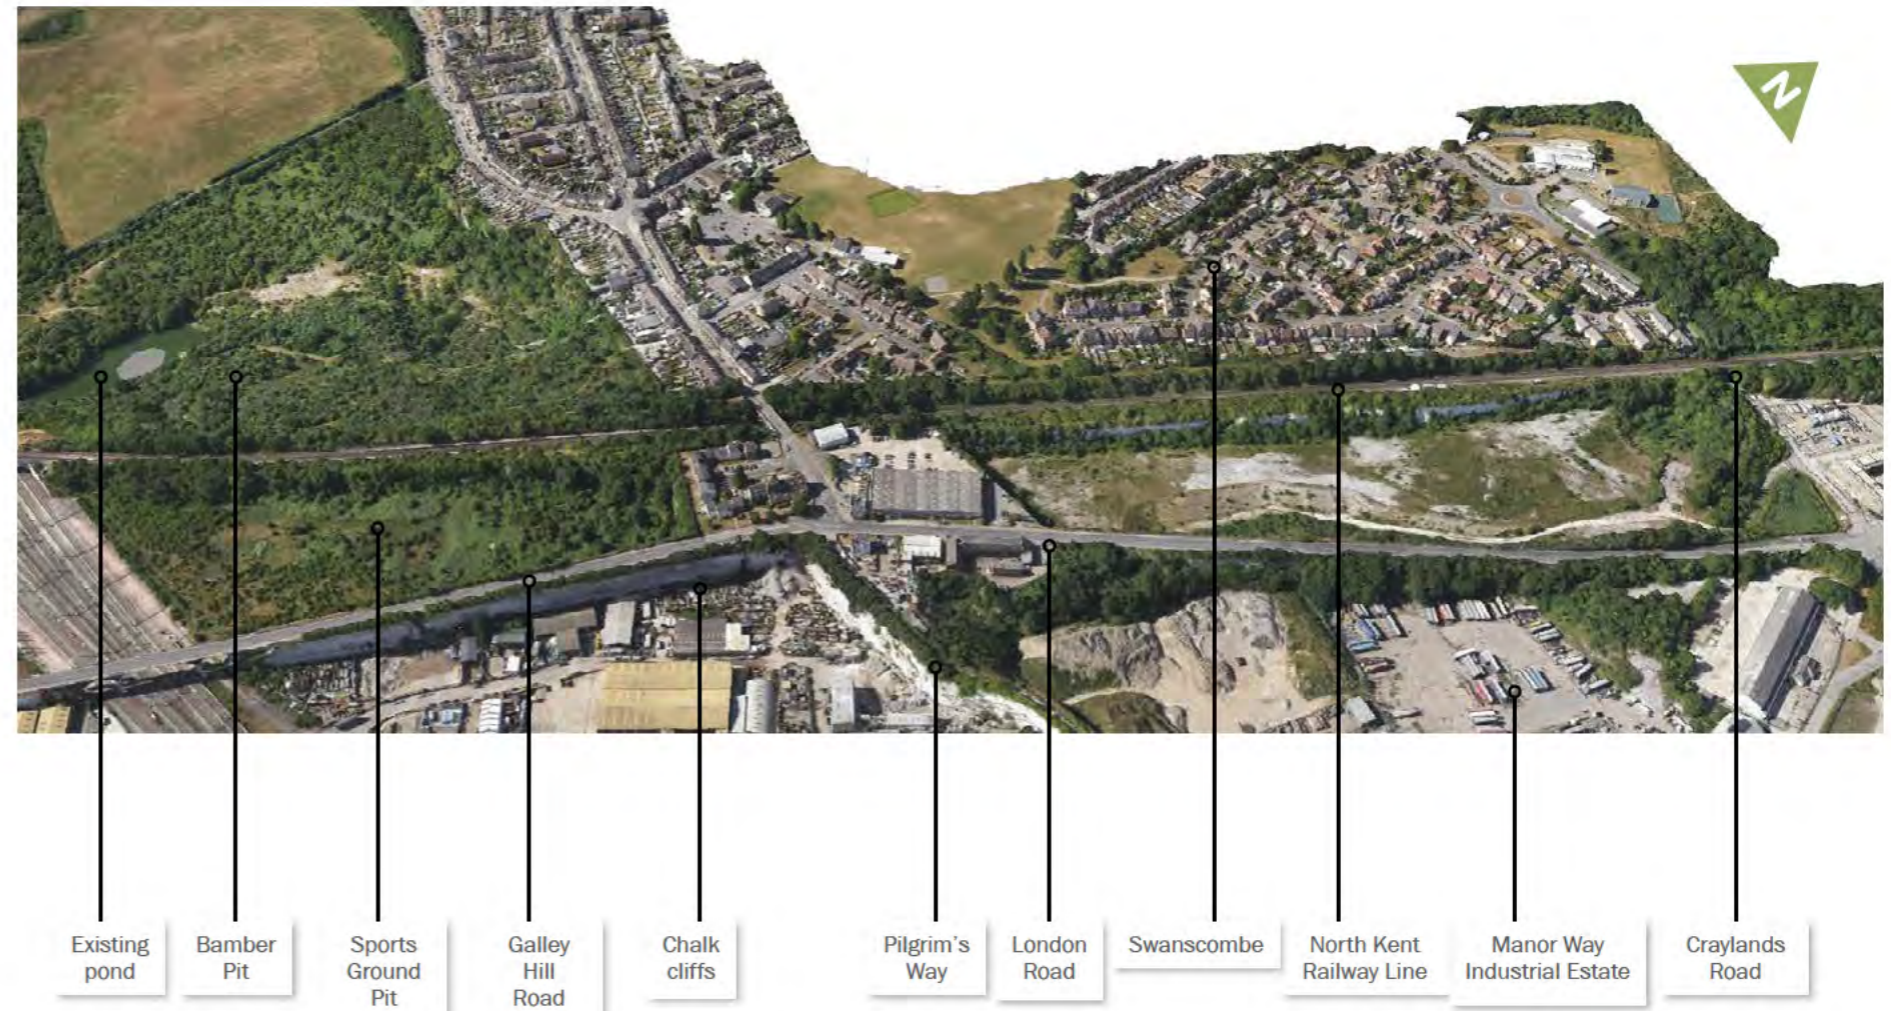 N
Existing
pond
Bamber
Pit
Sports
Ground
Pit
Galley
Hill
Road
Chalk
cliffs
Pilgrim's
Way
London
Road
Swanscombe
North Kent
Railway Line
Manor Way
Industrial Estate
Craylands
Road